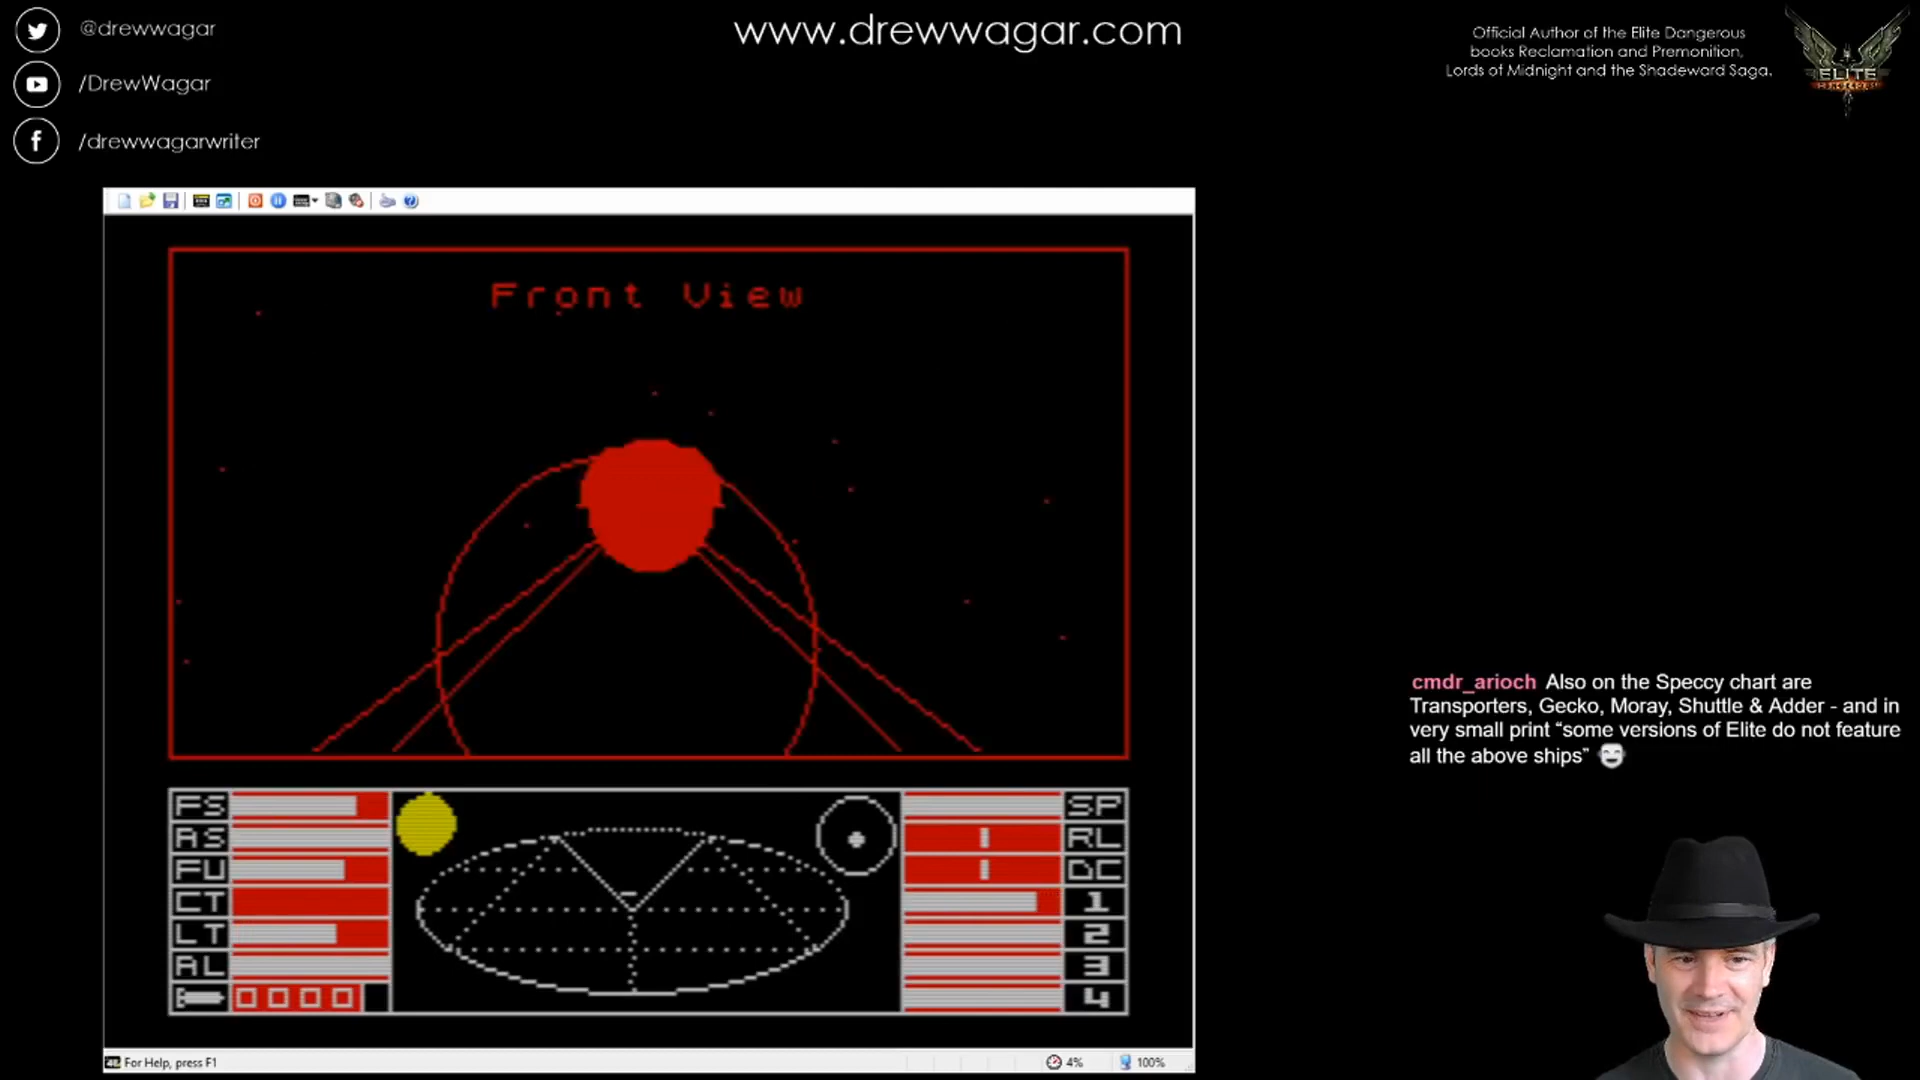 @drewwagar
/DrewWagar
/drewwagarwriter
www.drewwagar.com
Official Author of the Elite Dangerous
books Reclamation and Premonition,
Lords of Midnight and the Shadeward Saga.
ELITE
Front View
FS
AS
FU
CT
LT
AL
SP
RL
DC
1
2
3
4
For Help, press F1
4%
100%
cmdr_arioch Also on the Speccy chart are
Transporters, Gecko, Moray, Shuttle & Adder - and in
very small print “some versions of Elite do not feature
all the above ships”